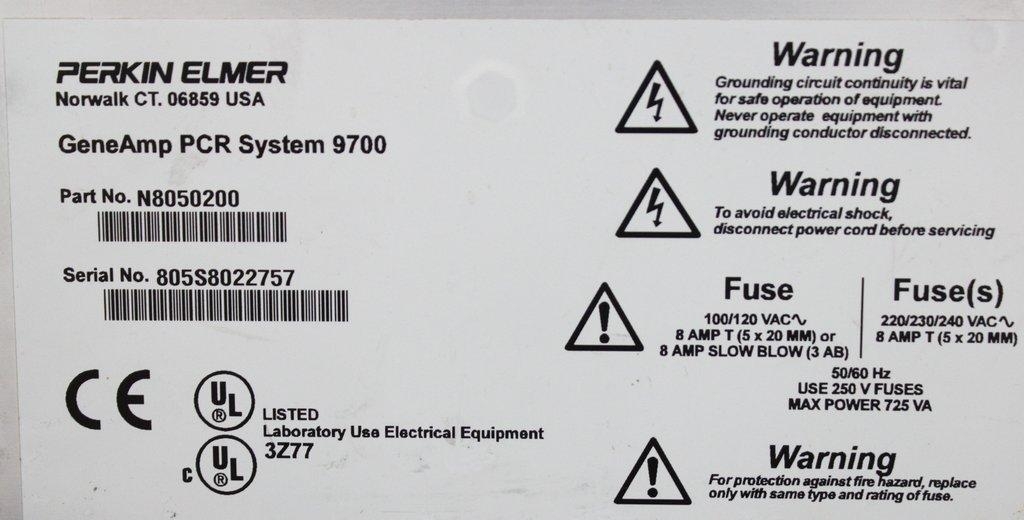 PERKIN ELMER
Norwalk CT. 06859 USA
GeneAmp PCR System 9700
Part No. N8050200
Serial No. 805S8022757
CE
UL
®
LISTED
Laboratory Use Electrical Equipment
3Z77
C UL
®
Warning
Grounding circuit continuity is vital
for safe operation of equipment.
Never operate equipment with
grounding conductor disconnected.
Warning
To avoid electrical shock,
disconnect power cord before servicing
Fuse
100/120 VAC∿
8 AMP T (5 x 20 MM) or
8 AMP SLOW BLOW (3 AB)
Fuse(s)
220/230/240 VAC∿
8 AMP T (5 x 20 MM)
50/60 Hz
USE 250 V FUSES
MAX POWER 725 VA
Warning
For protection against fire hazard, replace
only with same type and rating of fuse.